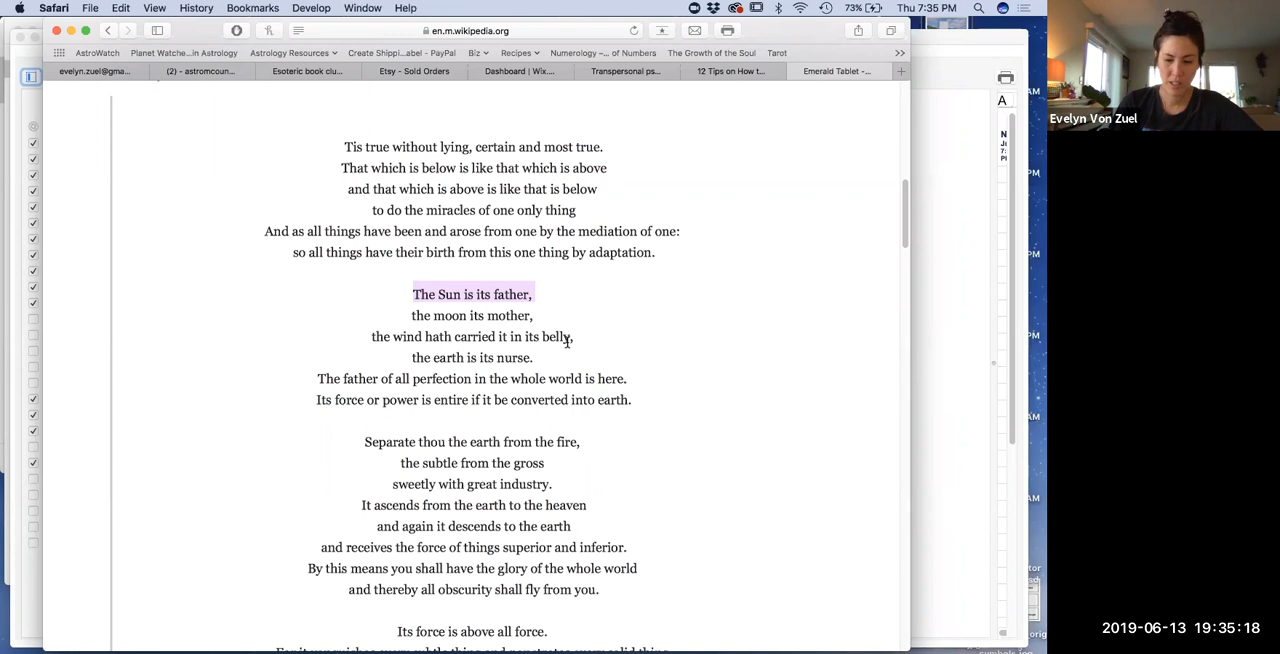 Safari File Edit View History Bookmarks Develop Window Help 73% Thu 7:35 PM
en.m.wikipedia.org
AstroWatch Planet Watche...in Astrology Astrology Resources Create Shippi...abel - PayPal Biz Recipes Numerology –... of Numbers The Growth of the Soul Tarot
evelyn.zuel@gma... (2) - astromcoun... Esoteric book clu... Etsy - Sold Orders Dashboard | Wix.... Transpersonal ps... 12 Tips on How t... Emerald Tablet -...
Tis true without lying, certain and most true.
That which is below is like that which is above
and that which is above is like that is below
to do the miracles of one only thing
And as all things have been and arose from one by the mediation of one:
so all things have their birth from this one thing by adaptation.
The Sun is its father,
the moon its mother,
the wind hath carried it in its belly,
the earth is its nurse.
The father of all perfection in the whole world is here.
Its force or power is entire if it be converted into earth.
Separate thou the earth from the fire,
the subtle from the gross
sweetly with great industry.
It ascends from the earth to the heaven
and again it descends to the earth
and receives the force of things superior and inferior.
By this means you shall have the glory of the whole world
and thereby all obscurity shall fly from you.
Its force is above all force.
Evelyn Von Zuel
A
AM
PM
PM
PM
AM
AM
2019-06-13 19:35:18